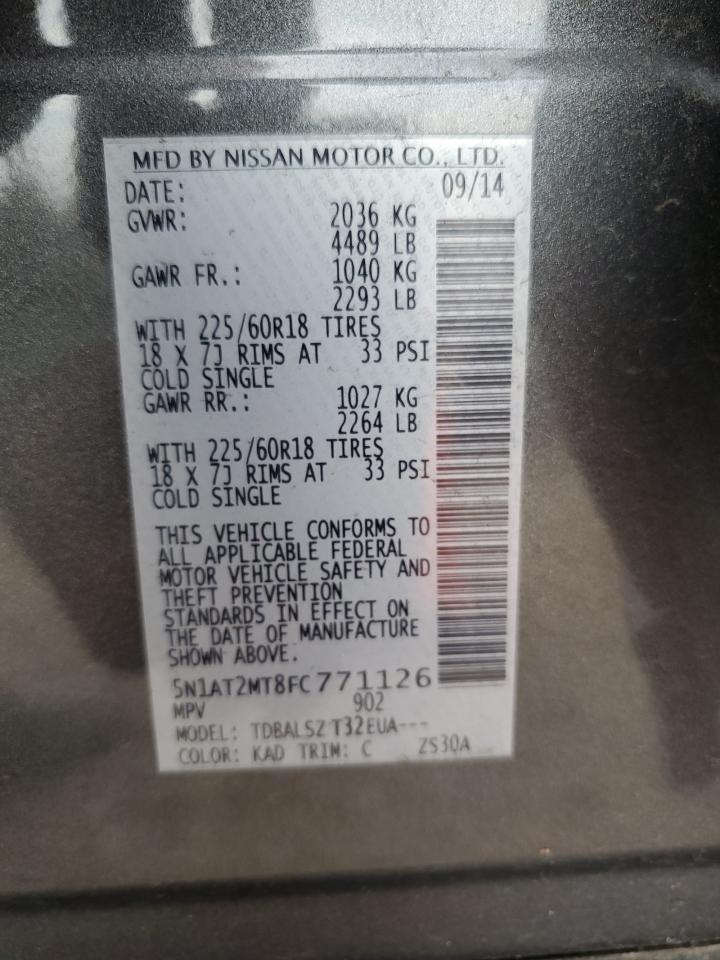 MFD BY NISSAN MOTOR CO., LTD.
DATE: 09/14
GVWR: 2036 KG
4489 LB
GAWR FR.: 1040 KG
2293 LB
WITH 225/60R18 TIRES
18 X 7J RIMS AT 33 PSI
COLD SINGLE
GAWR RR.: 1027 KG
2264 LB
WITH 225/60R18 TIRES
18 X 7J RIMS AT 33 PSI
COLD SINGLE
THIS VEHICLE CONFORMS TO
ALL APPLICABLE FEDERAL
MOTOR VEHICLE SAFETY AND
THEFT PREVENTION
STANDARDS IN EFFECT ON
THE DATE OF MANUFACTURE
SHOWN ABOVE.
5N1AT2MT8FC771126
MPV 902
MODEL: TDBALSZ T32EUA---
COLOR: KAD TRIM: C ZS30A